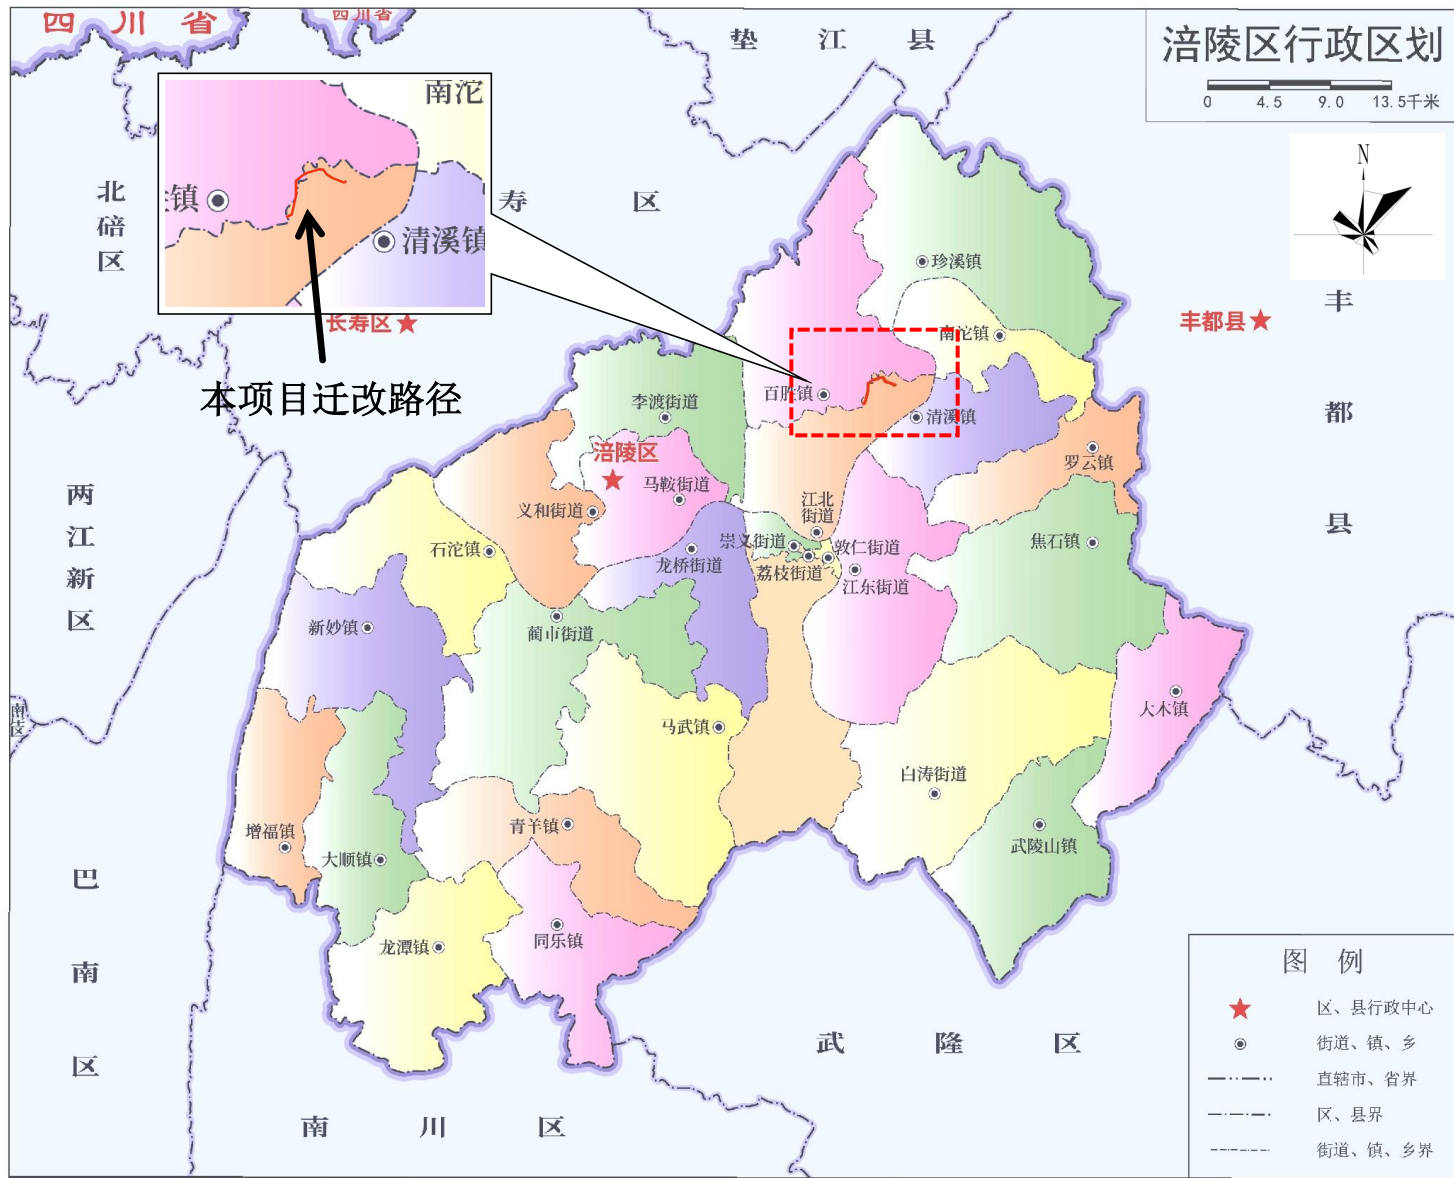 四川省
四川省
垫江县
涪陵区行政区划
0 4.5 9.0 13.5千米
N
南沱
镇
清溪镇
北碚区
寿区
长寿区
本项目迁改路径
丰都县
丰都县
珍溪镇
南沱镇
百胜镇
清溪镇
李渡街道
涪陵区
马鞍街道
义和街道
石沱镇
罗云镇
江北街道
崇义街道
敦仁街道
荔枝街道
江东街道
龙桥街道
焦石镇
两江新区
新妙镇
蔺市街道
马武镇
大木镇
白涛街道
武陵山镇
增福镇
大顺镇
青羊镇
龙潭镇
同乐镇
巴南区
南川区
武隆区
图例
区、县行政中心
街道、镇、乡
直辖市、省界
区、县界
街道、镇、乡界